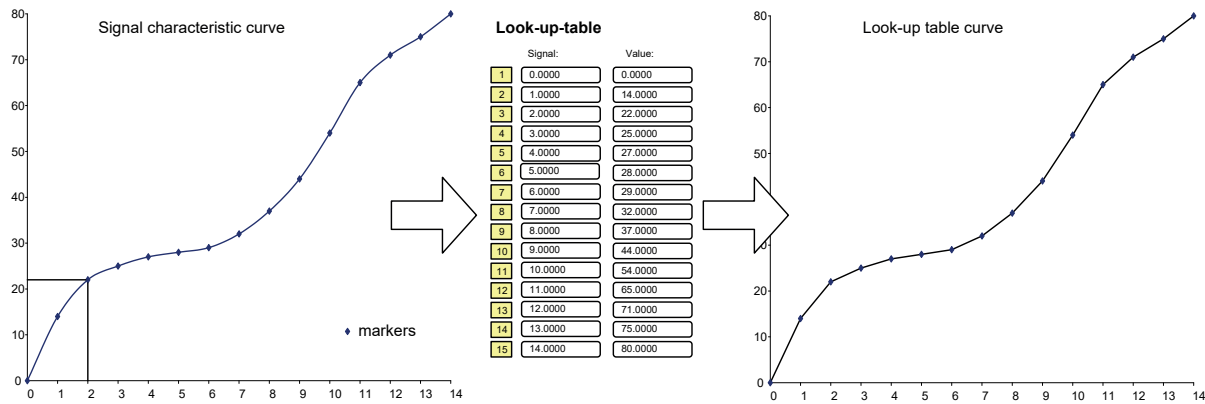 Signal characteristic curve
80
70
60
50
40
30
20
10
0
0 1 2 3 4 5 6 7 8 9 10 11 12 13 14
markers
Look-up-table
Signal: Value:
1 0.0000 0.0000
2 1.0000 14.0000
3 2.0000 22.0000
4 3.0000 25.0000
5 4.0000 27.0000
6 5.0000 28.0000
7 6.0000 29.0000
8 7.0000 32.0000
9 8.0000 37.0000
10 9.0000 44.0000
11 10.0000 54.0000
12 11.0000 65.0000
13 12.0000 71.0000
14 13.0000 75.0000
15 14.0000 80.0000
Look-up table curve
80
70
60
50
40
20
10
0
0 1 2 3 4 5 6 7 8 9 10 11 12 13 14